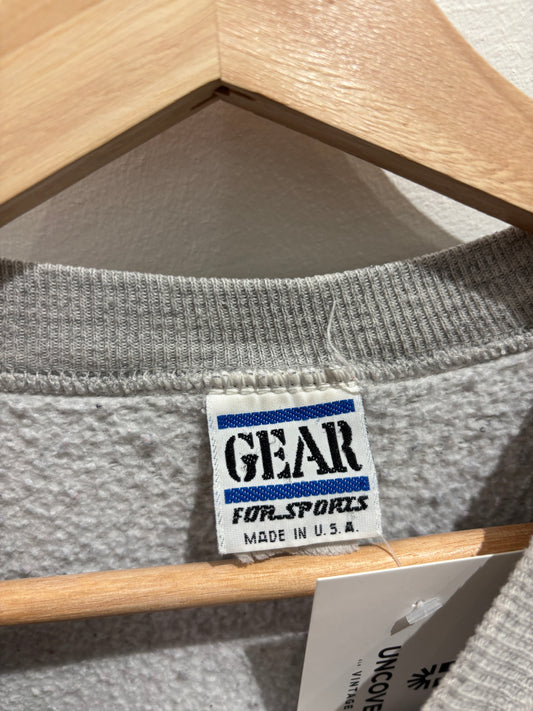 GEAR
FOR SPORTS
MADE IN U.S.A.
UNCOVE
VINTAGE